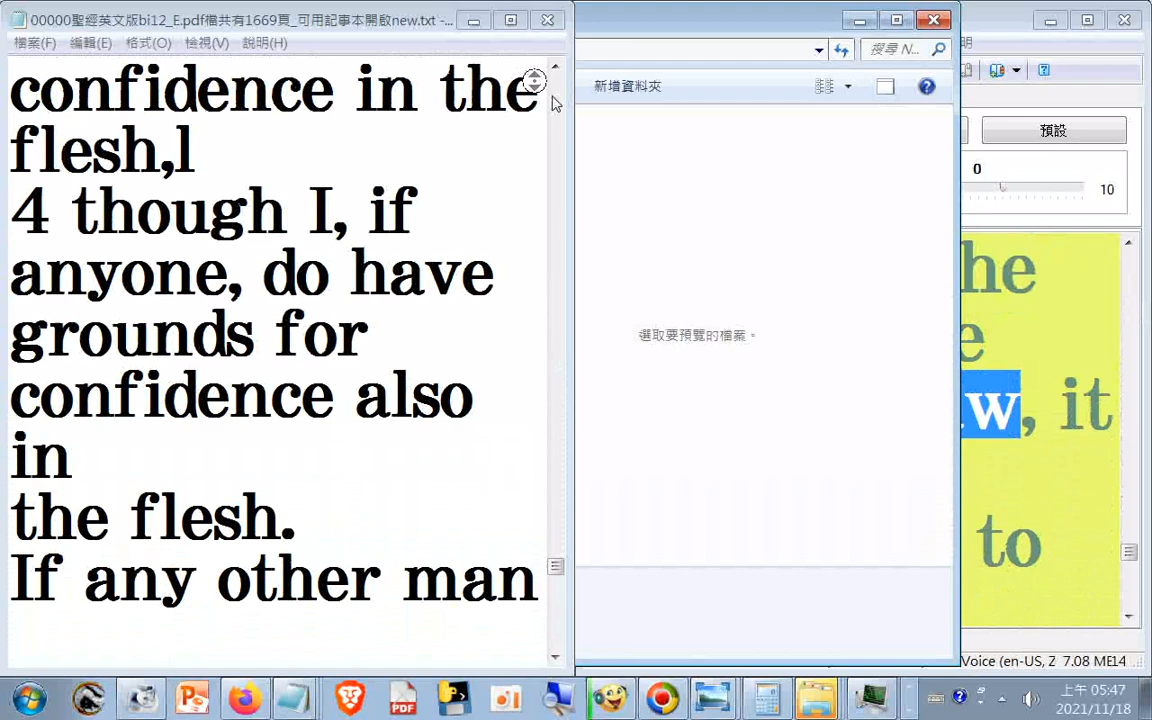 00000聖經英文版bi12_E.pdf檔共有1669頁_可用記事本開啟new.txt -...
檔案(F) 編輯(E) 格式(O) 檢視(V) 說明(H)
confidence in the
flesh,l
4 though I, if
anyone, do have
grounds for
confidence also
in
the flesh.
If any other man
搜尋 N...
新增資料夾
選取要預覽的檔案。
明
預設
0
10
he
e
w, it
to
Voice (en-US, Z 7.08 ME14
PDF
上午 05:47
2021/11/18